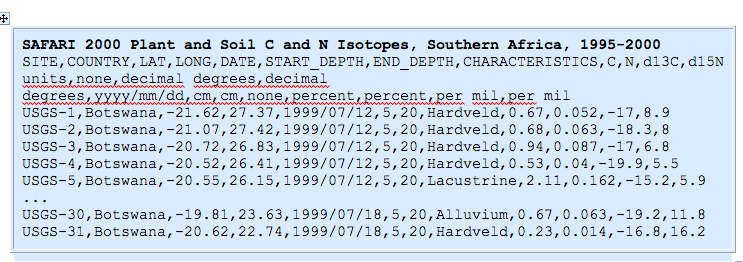 SAFARI 2000 Plant and Soil C and N Isotopes, Southern Africa, 1995-2000
SITE,COUNTRY,LAT,LONG,DATE,START_DEPTH,END_DEPTH,CHARACTERISTICS,C,N,d13C,d15N
units,none,decimal degrees,decimal
degrees,yyyy/mm/dd,cm,cm,none,percent,percent,per mil,per mil
USGS-1,Botswana,-21.62,27.37,1999/07/12,5,20,Hardveld,0.67,0.052,-17,8.9
USGS-2,Botswana,-21.07,27.42,1999/07/12,5,20,Hardveld,0.68,0.063,-18.3,8
USGS-3,Botswana,-20.72,26.83,1999/07/12,5,20,Hardveld,0.94,0.087,-17,6.8
USGS-4,Botswana,-20.52,26.41,1999/07/12,5,20,Hardveld,0.53,0.04,-19.9,5.5
USGS-5,Botswana,-20.55,26.15,1999/07/12,5,20,Lacustrine,2.11,0.162,-15.2,5.9
...
USGS-30,Botswana,-19.81,23.63,1999/07/18,5,20,Alluvium,0.67,0.063,-19.2,11.8
USGS-31,Botswana,-20.62,22.74,1999/07/18,5,20,Hardveld,0.23,0.014,-16.8,16.2